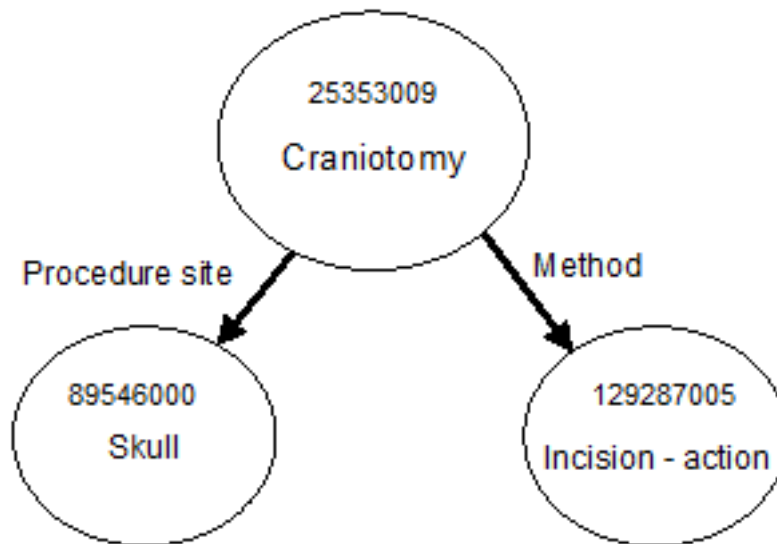 25353009
Craniotomy
Procedure site
Method
89546000
Skull
129287005
Incision - action